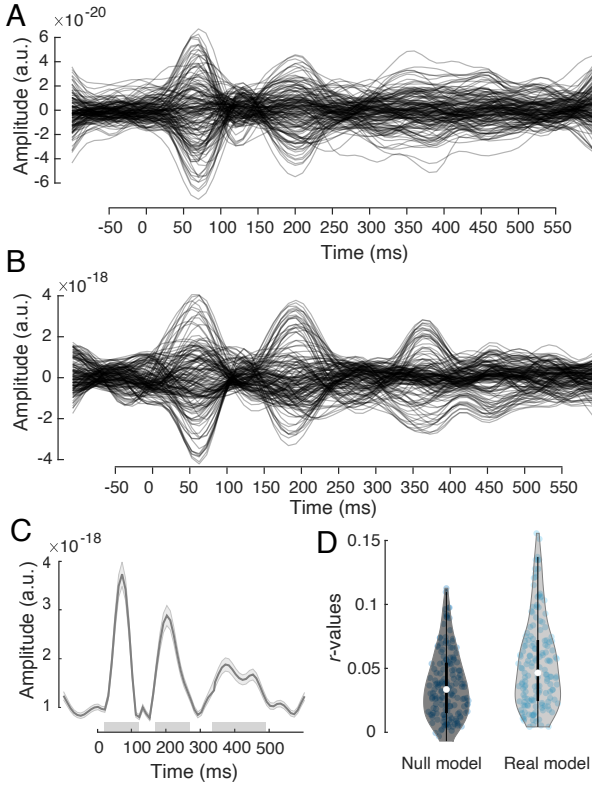 A
×10-20
Amplitude (a.u.)
6
4
2
0
-2
-4
-6
-50 0 50 100 150 200 250 300 350 400 450 500 550
Time (ms)
B
×10-18
Amplitude (a.u.)
4
2
0
-2
-4
-50 0 50 100 150 200 250 300 350 400 450 500 550
Time (ms)
C
×10-18
Amplitude (a.u.)
4
3
2
1
0 100 200 300 400 500
Time (ms)
D
r-values
0.15
0.1
0.05
0
Null model Real model